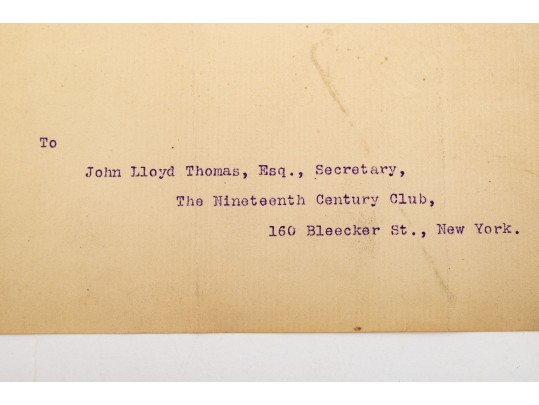 To
John Lloyd Thomas, Esq., Secretary,
The Nineteenth Century Club,
160 Bleecker St., New York.